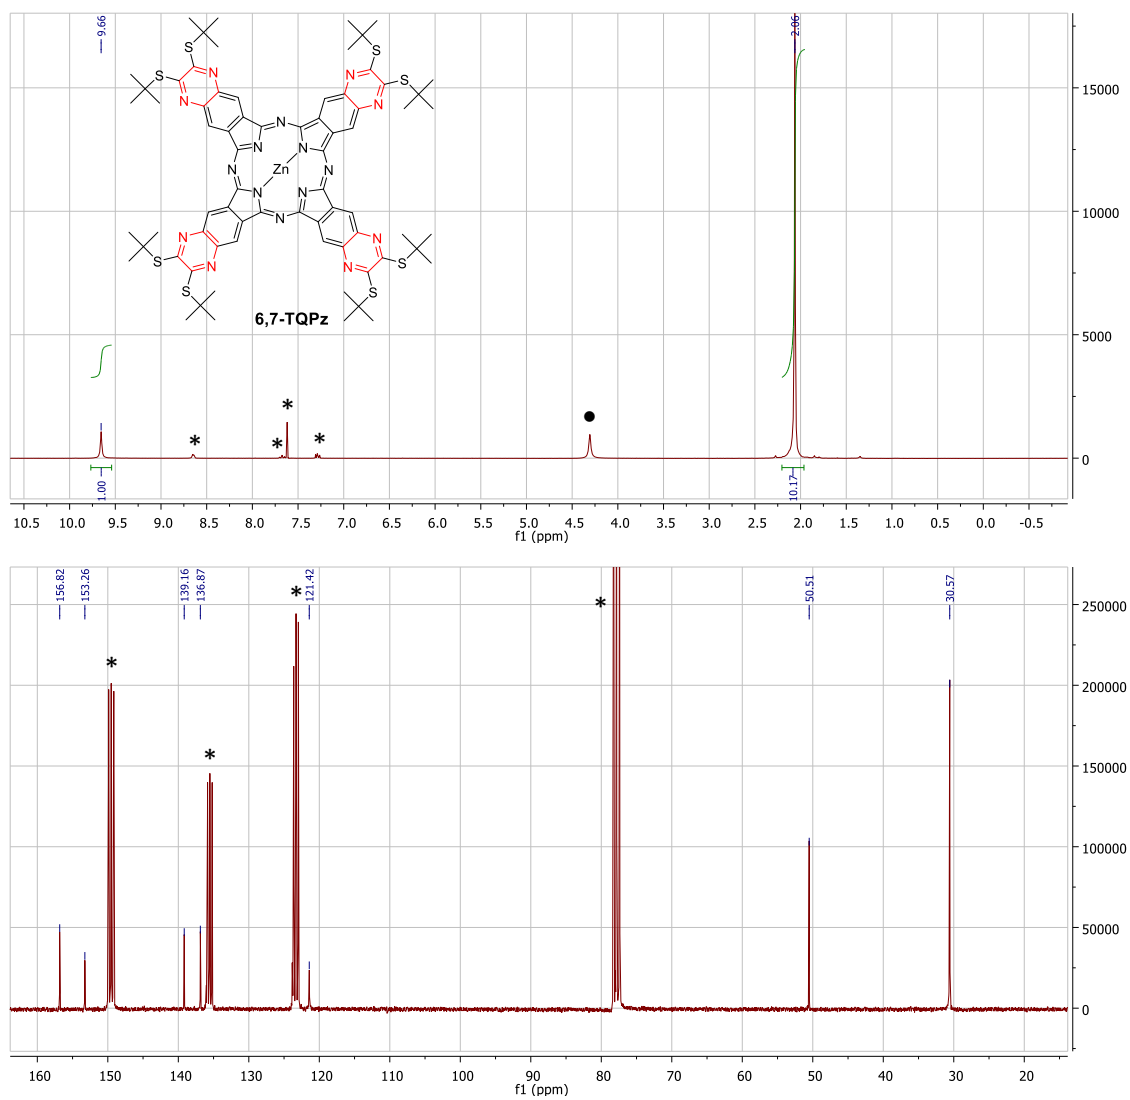 9.66
2.06
S
S
N
N
N
N
S
S
N
N
N
N
Zn
N
N
N
N
N
N
N
N
S
S
N
N
S
S
6,7-TQPz
*
*
*
*
●
15000
10000
5000
0
1.00
10.17
10.5 10.0 9.5 9.0 8.5 8.0 7.5 7.0 6.5 6.0 5.5 5.0 4.5 4.0 3.5 3.0 2.5 2.0 1.5 1.0 0.5 0.0 -0.5
f1 (ppm)
156.82
153.26
139.16
136.87
121.42
50.51
30.57
*
*
*
*
250000
200000
150000
100000
50000
0
160 150 140 130 120 110 100 90 80 70 60 50 40 30 20
f1 (ppm)